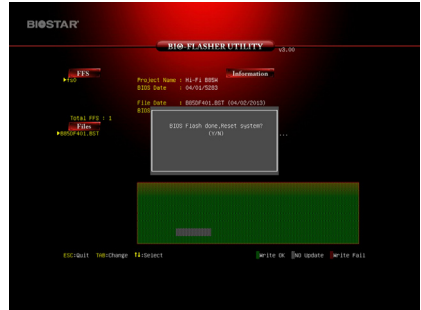 BIOSTAR
BIO-FLASHER UTILITY v3.00
FFS
fs0
Information
Project Name : Hi-Fi B85W
BIOS Date : 04/01/5283
File Date : B85DF401.BST (04/02/2013)
BIOS
Total FFS : 1
Files
B85DF401.BST
BIOS Flash done,Reset system?
(Y/N)
...
ESC:Quit TAB:Change ↑↓:Select Write OK NO Update Write Fail